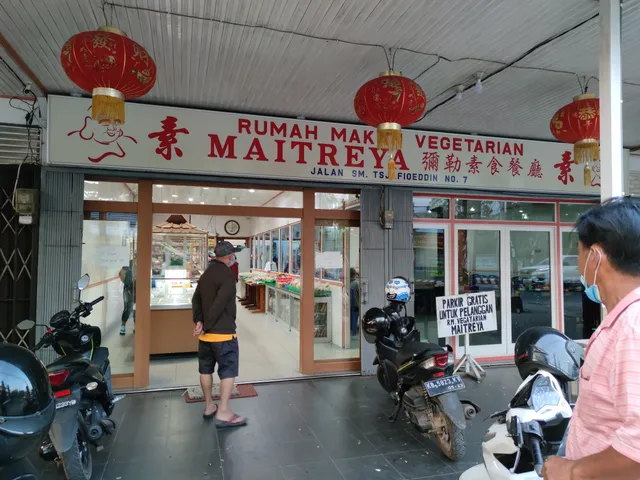 素
RUMAH MAK VEGETARIAN
MAITREYA 彌勒素食餐廳
素
JALAN SM. FIOEDDIN NO. 7
PARKIR GRATIS
UNTUK PELANGGAN
RM VEGETARIAN
MAITREYA